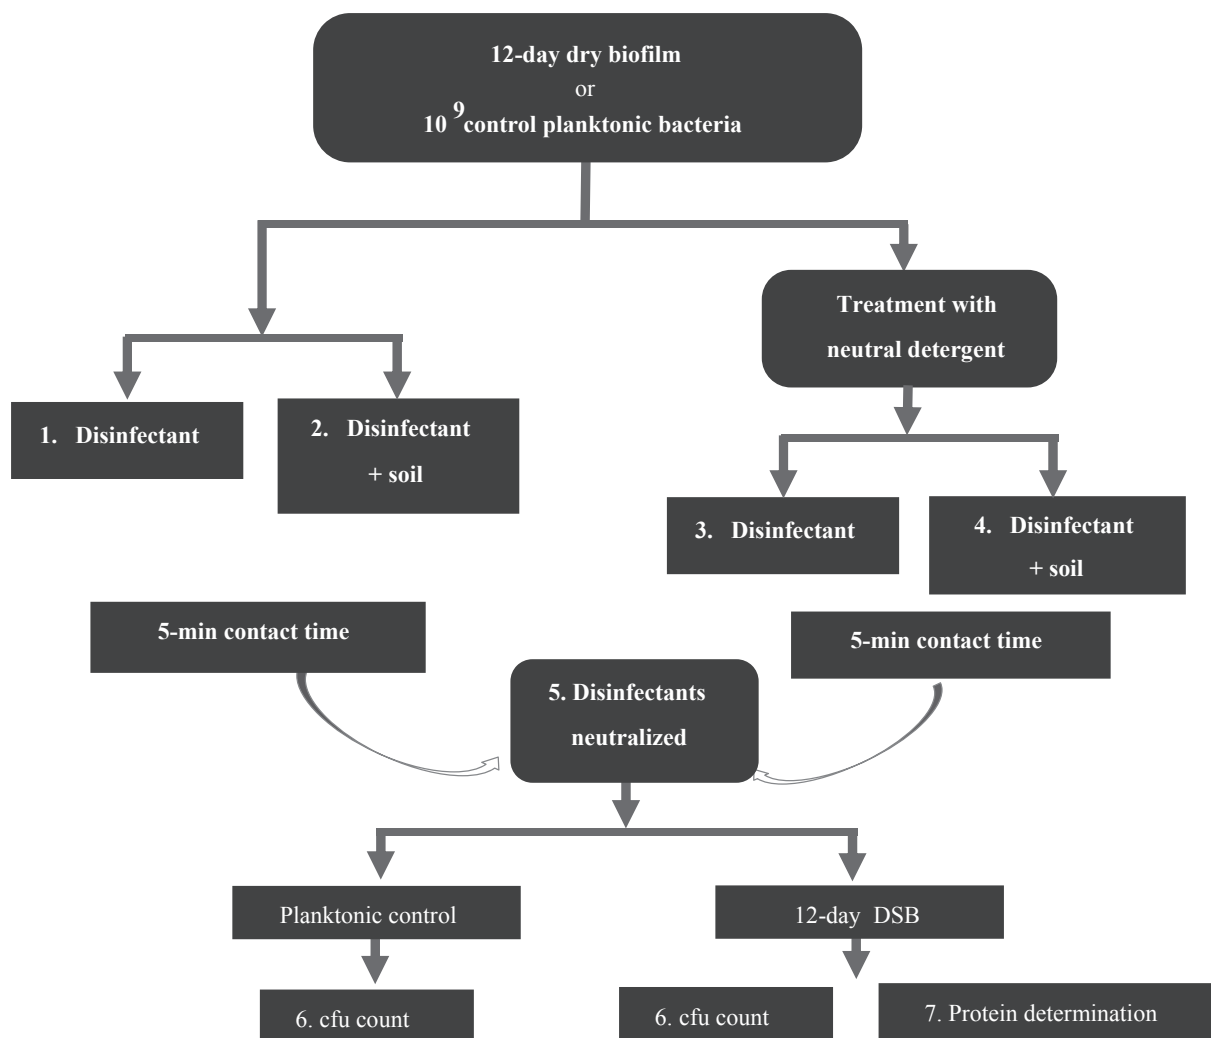 12-day dry biofilm
or
10 9 control planktonic bacteria
Treatment with
neutral detergent
1. Disinfectant
2. Disinfectant
+ soil
3. Disinfectant
4. Disinfectant
+ soil
5-min contact time
5-min contact time
5. Disinfectants
neutralized
Planktonic control
12-day DSB
6. cfu count
6. cfu count
7. Protein determination